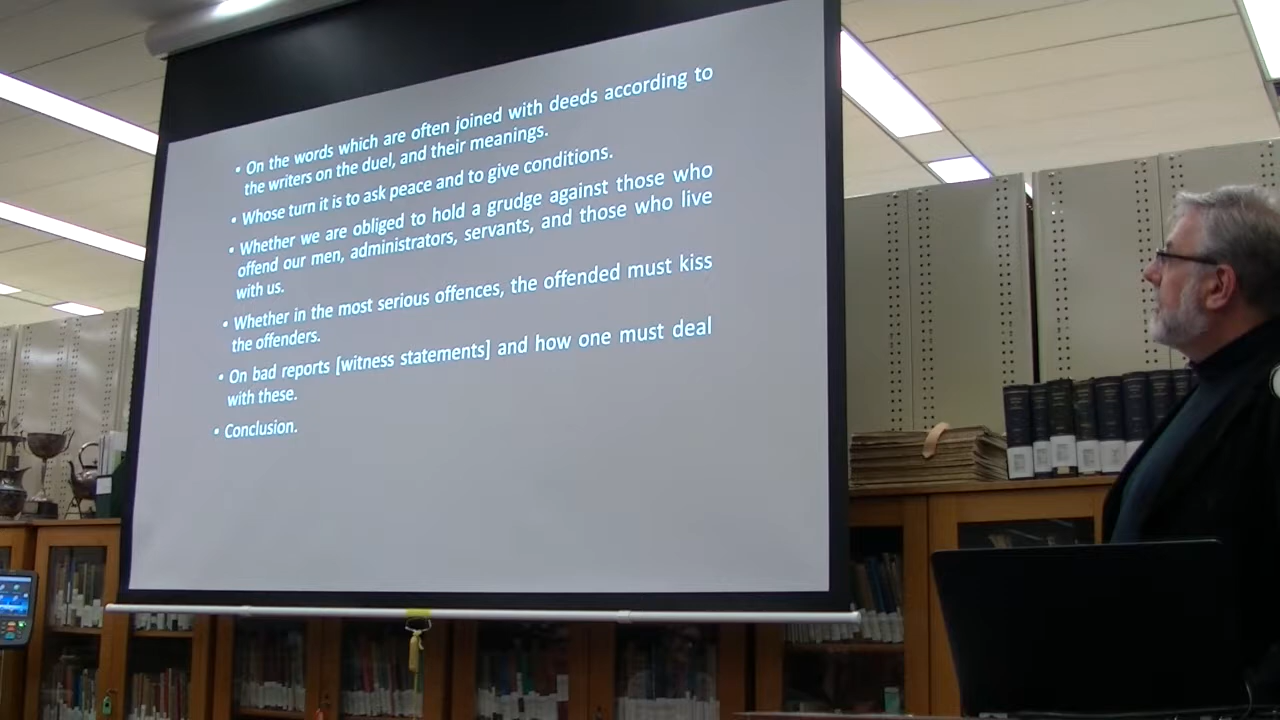 • On the words which are often joined with deeds according to
the writers on the duel, and their meanings.
• Whose turn it is to ask peace and to give conditions.
• Whether we are obliged to hold a grudge against those who
offend our men, administrators, servants, and those who live
with us.
• Whether in the most serious offences, the offended must kiss
the offenders.
• On bad reports [witness statements] and how one must deal
with these.
• Conclusion.